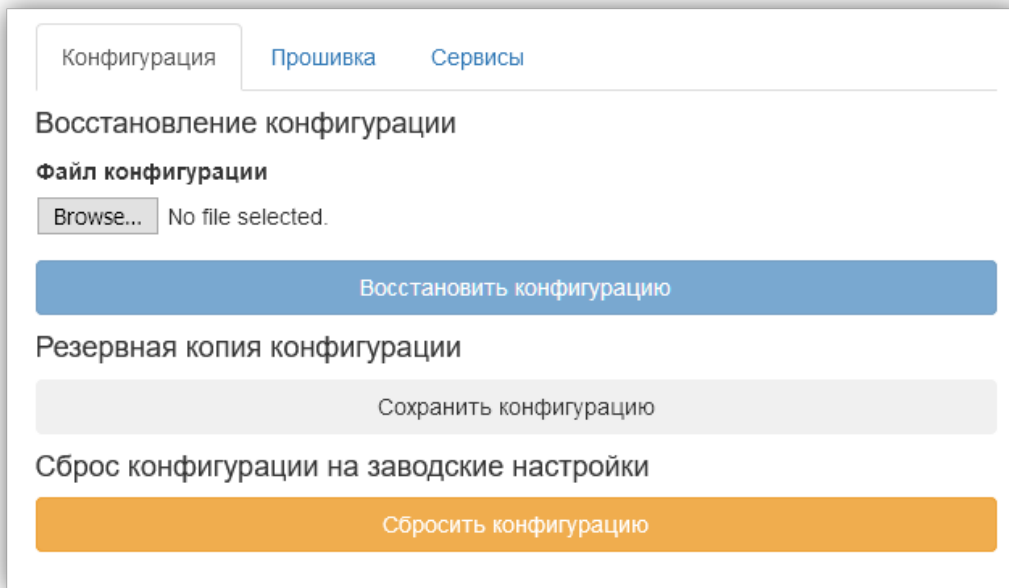 Конфигурация Прошивка Сервисы
Восстановление конфигурации
Файл конфигурации
Browse... No file selected.
Восстановить конфигурацию
Резервная копия конфигурации
Сохранить конфигурацию
Сброс конфигурации на заводские настройки
Сбросить конфигурацию